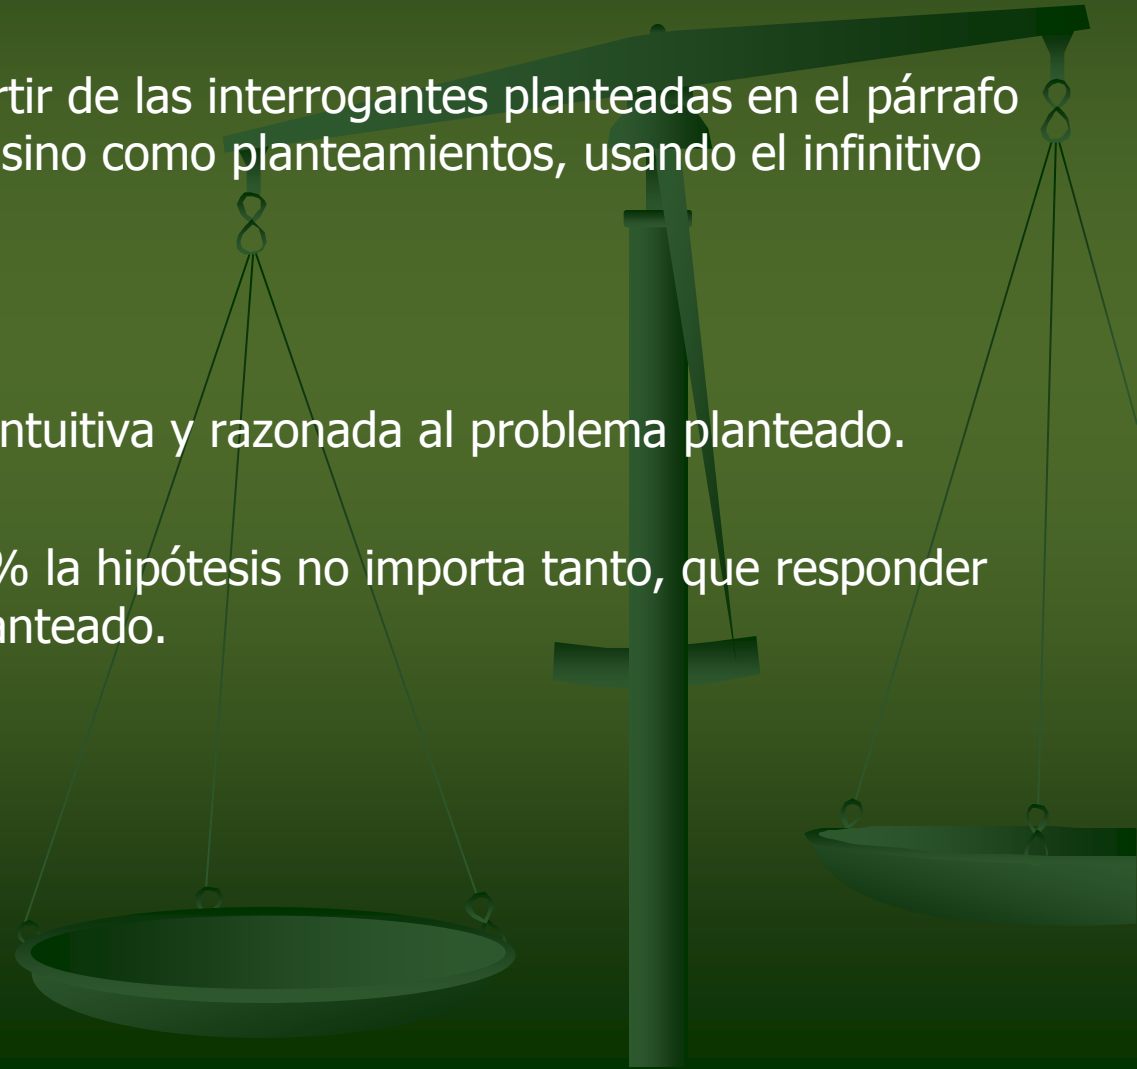 rtir de las interrogantes planteadas en el párrafo
sino como planteamientos, usando el infinitivo
ntuitiva y razonada al problema planteado.
% la hipótesis no importa tanto, que responder
anteado.